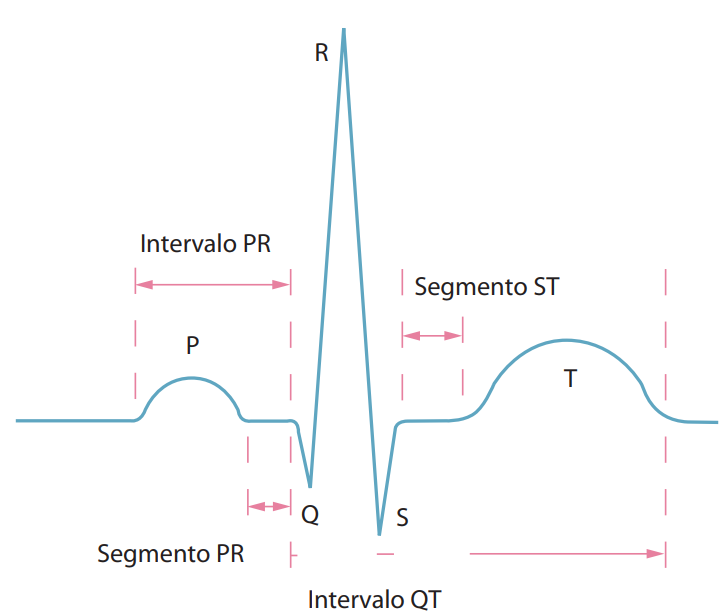 R
Intervalo PR
Segmento ST
P
T
Q
S
Segmento PR
Intervalo QT